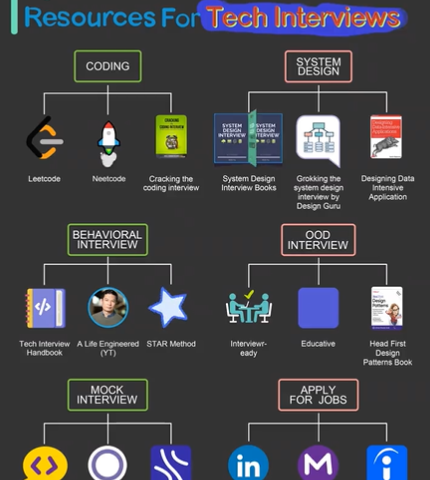 Resources For Tech Interviews
CODING
SYSTEM
DESIGN
Leetcode
Neetcode
CRACKING
THE
CODING INTERVIEW
Cracking the
coding interview
SYSTEM
DESIGN
INTERVIEW
SYSTEM
DESIGN
INTERVIEW
System Design
Interview Books
Grokking the
system design
interview by
Design Guru
Designing
Data-Intensive
Applications
Designing Data
Intensive
Application
BEHAVIORAL
INTERVIEW
OOD
INTERVIEW
Tech Interview
Handbook
A Life Engineered
(YT)
STAR Method
Interviewr-
eady
Educative
Head First
Design
Patterns
Head First
Design
Patterns Book
MOCK
INTERVIEW
APPLY
FOR JOBS
in
M
i